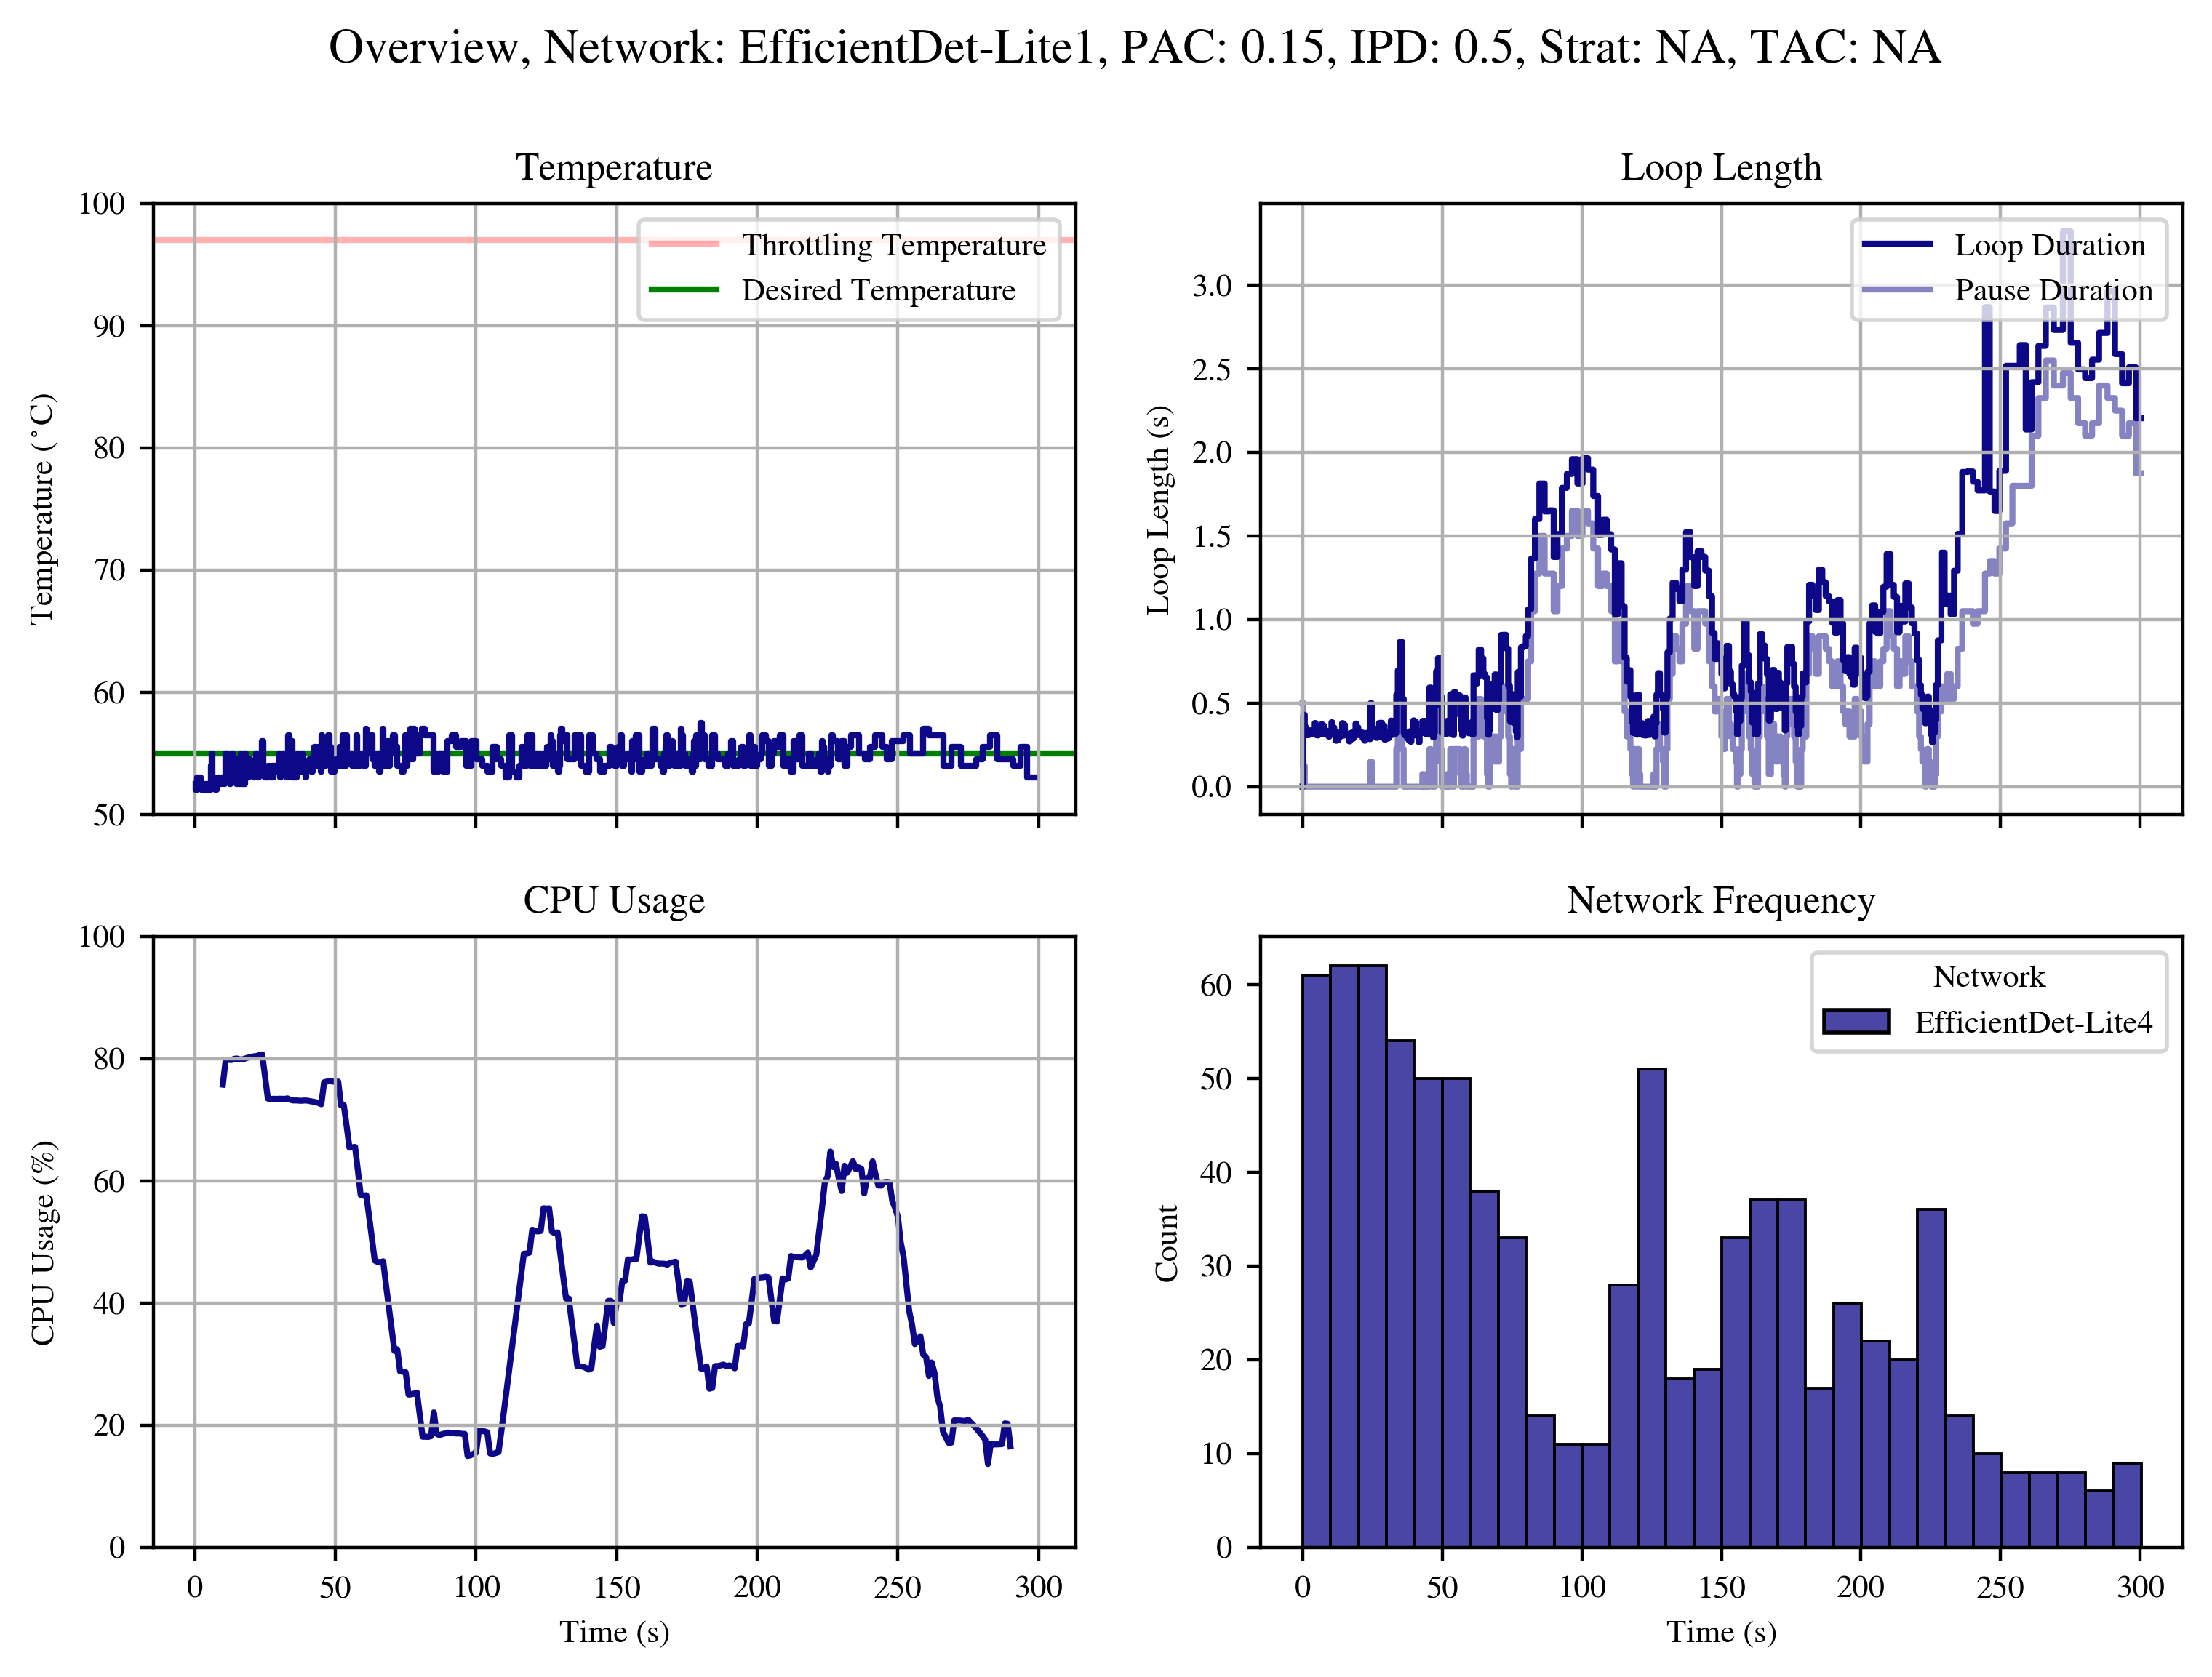 Overview, Network: EfficientDet-Lite1, PAC: 0.15, IPD: 0.5, Strat: NA, TAC: NA
Temperature
100
90
80
70
60
50
Temperature (°C)
Throttling Temperature
Desired Temperature
Loop Length
3.0
2.5
2.0
1.5
1.0
0.5
0.0
Loop Length (s)
Loop Duration
Pause Duration
CPU Usage
100
80
60
40
20
0
CPU Usage (%)
0 50 100 150 200 250 300
Time (s)
Network Frequency
60
50
40
30
20
10
0
Count
Network
EfficientDet-Lite4
0 50 100 150 200 250 300
Time (s)